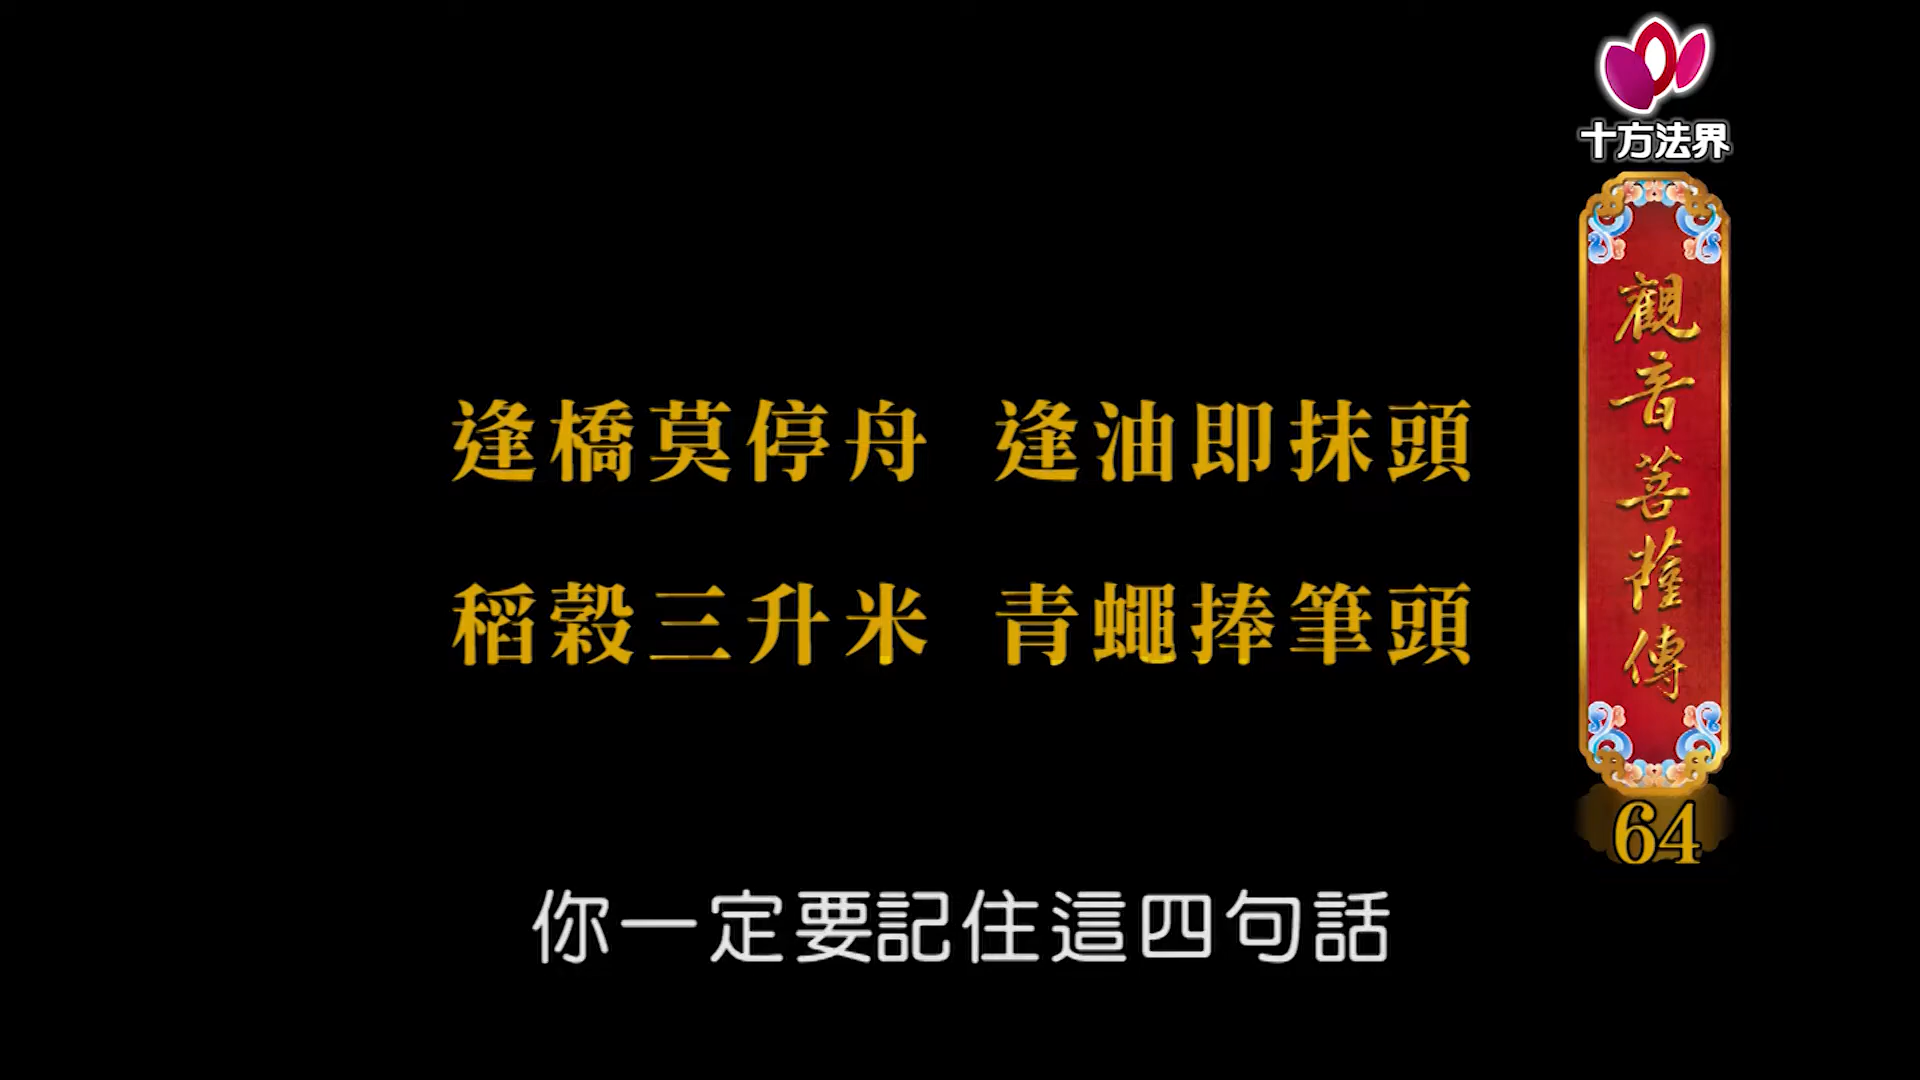 十方法界
觀音菩薩傳
64
逢橋莫停舟 逢油即抹頭
稻穀三升米 青蠅捧筆頭
你一定要記住這四句話